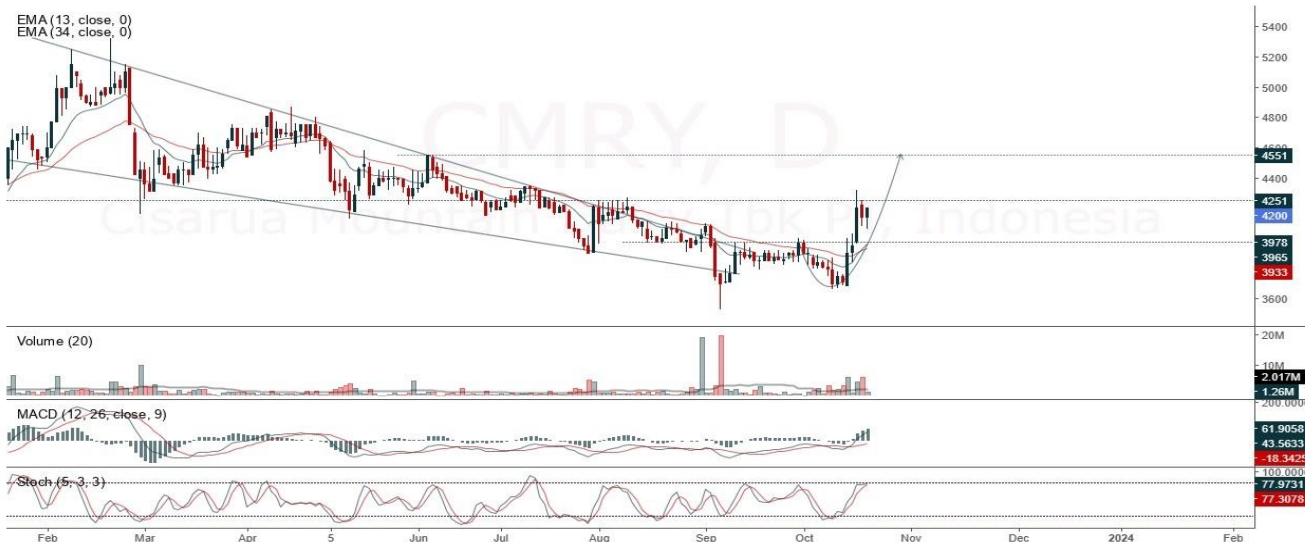 EMA (13, close, 0)
EMA (34, close, 0)
CMRY, D
Indonesia
5400
5200
5000
4800
4551
4400
4251
4200
3978
3965
3933
3600
Volume (20)
20M
10M
2.017M
1.26M
MACD (12, 26, close, 9)
200.0000
61.9058
43.5633
-18.3425
Stoch (5, 3, 3)
100.0000
77.9731
77.3078
Feb Mar Apr 5 Jun Jul Aug Sep Oct Nov Dec 2024 Feb